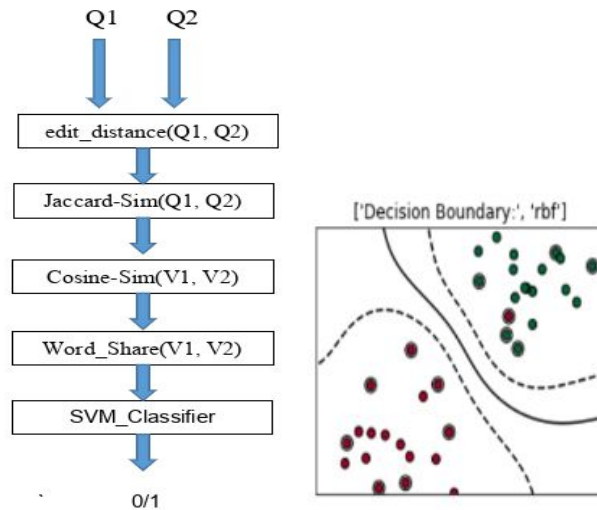 Q1 Q2
edit_distance(Q1, Q2)
Jaccard-Sim(Q1, Q2)
Cosine-Sim(V1, V2)
Word_Share(V1, V2)
SVM_Classifier
` 0/1
['Decision Boundary:', 'rbf']